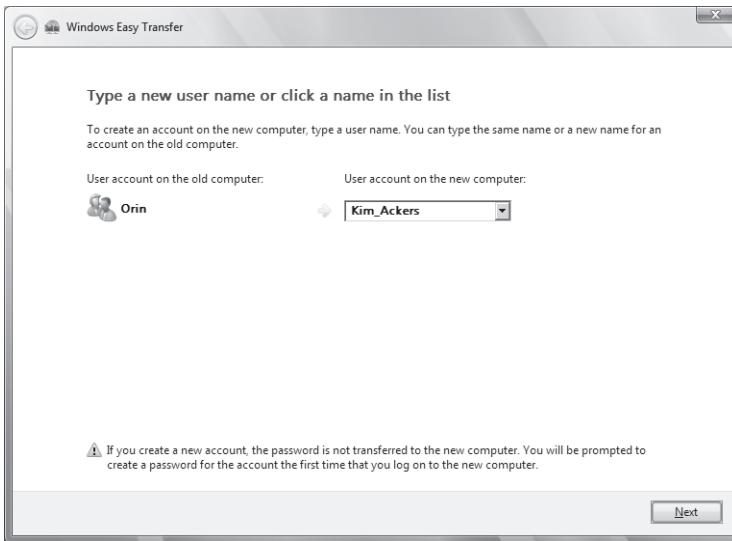 Windows Easy Transfer
Type a new user name or click a name in the list
To create an account on the new computer, type a user name. You can type the same name or a new name for an
account on the old computer.
User account on the old computer:
User account on the new computer:
Orin
Kim_Ackers
If you create a new account, the password is not transferred to the new computer. You will be prompted to
create a password for the account the first time that you log on to the new computer.
Next